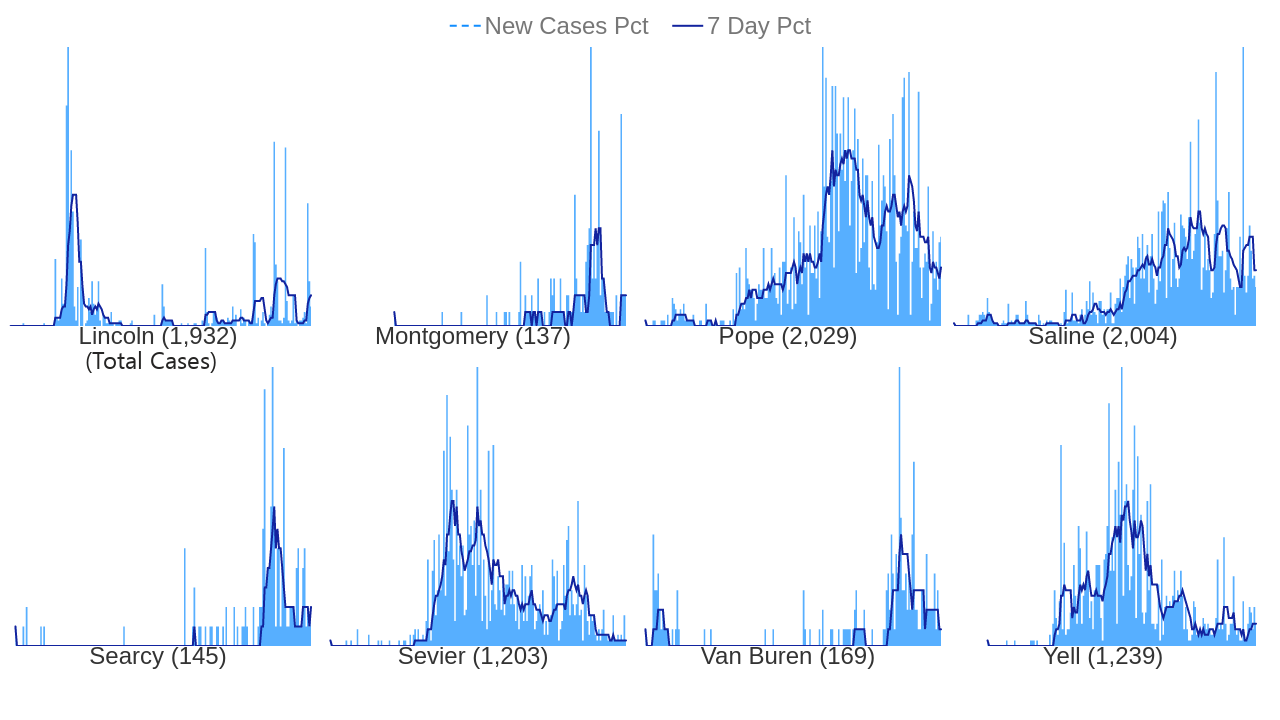 New Cases Pct 7 Day Pct
Lincoln (1,932) Montgomery (137) Pope (2,029) Saline (2,004)
(Total Cases)
Searcy (145) Sevier (1,203) Van Buren (169) Yell (1,239)